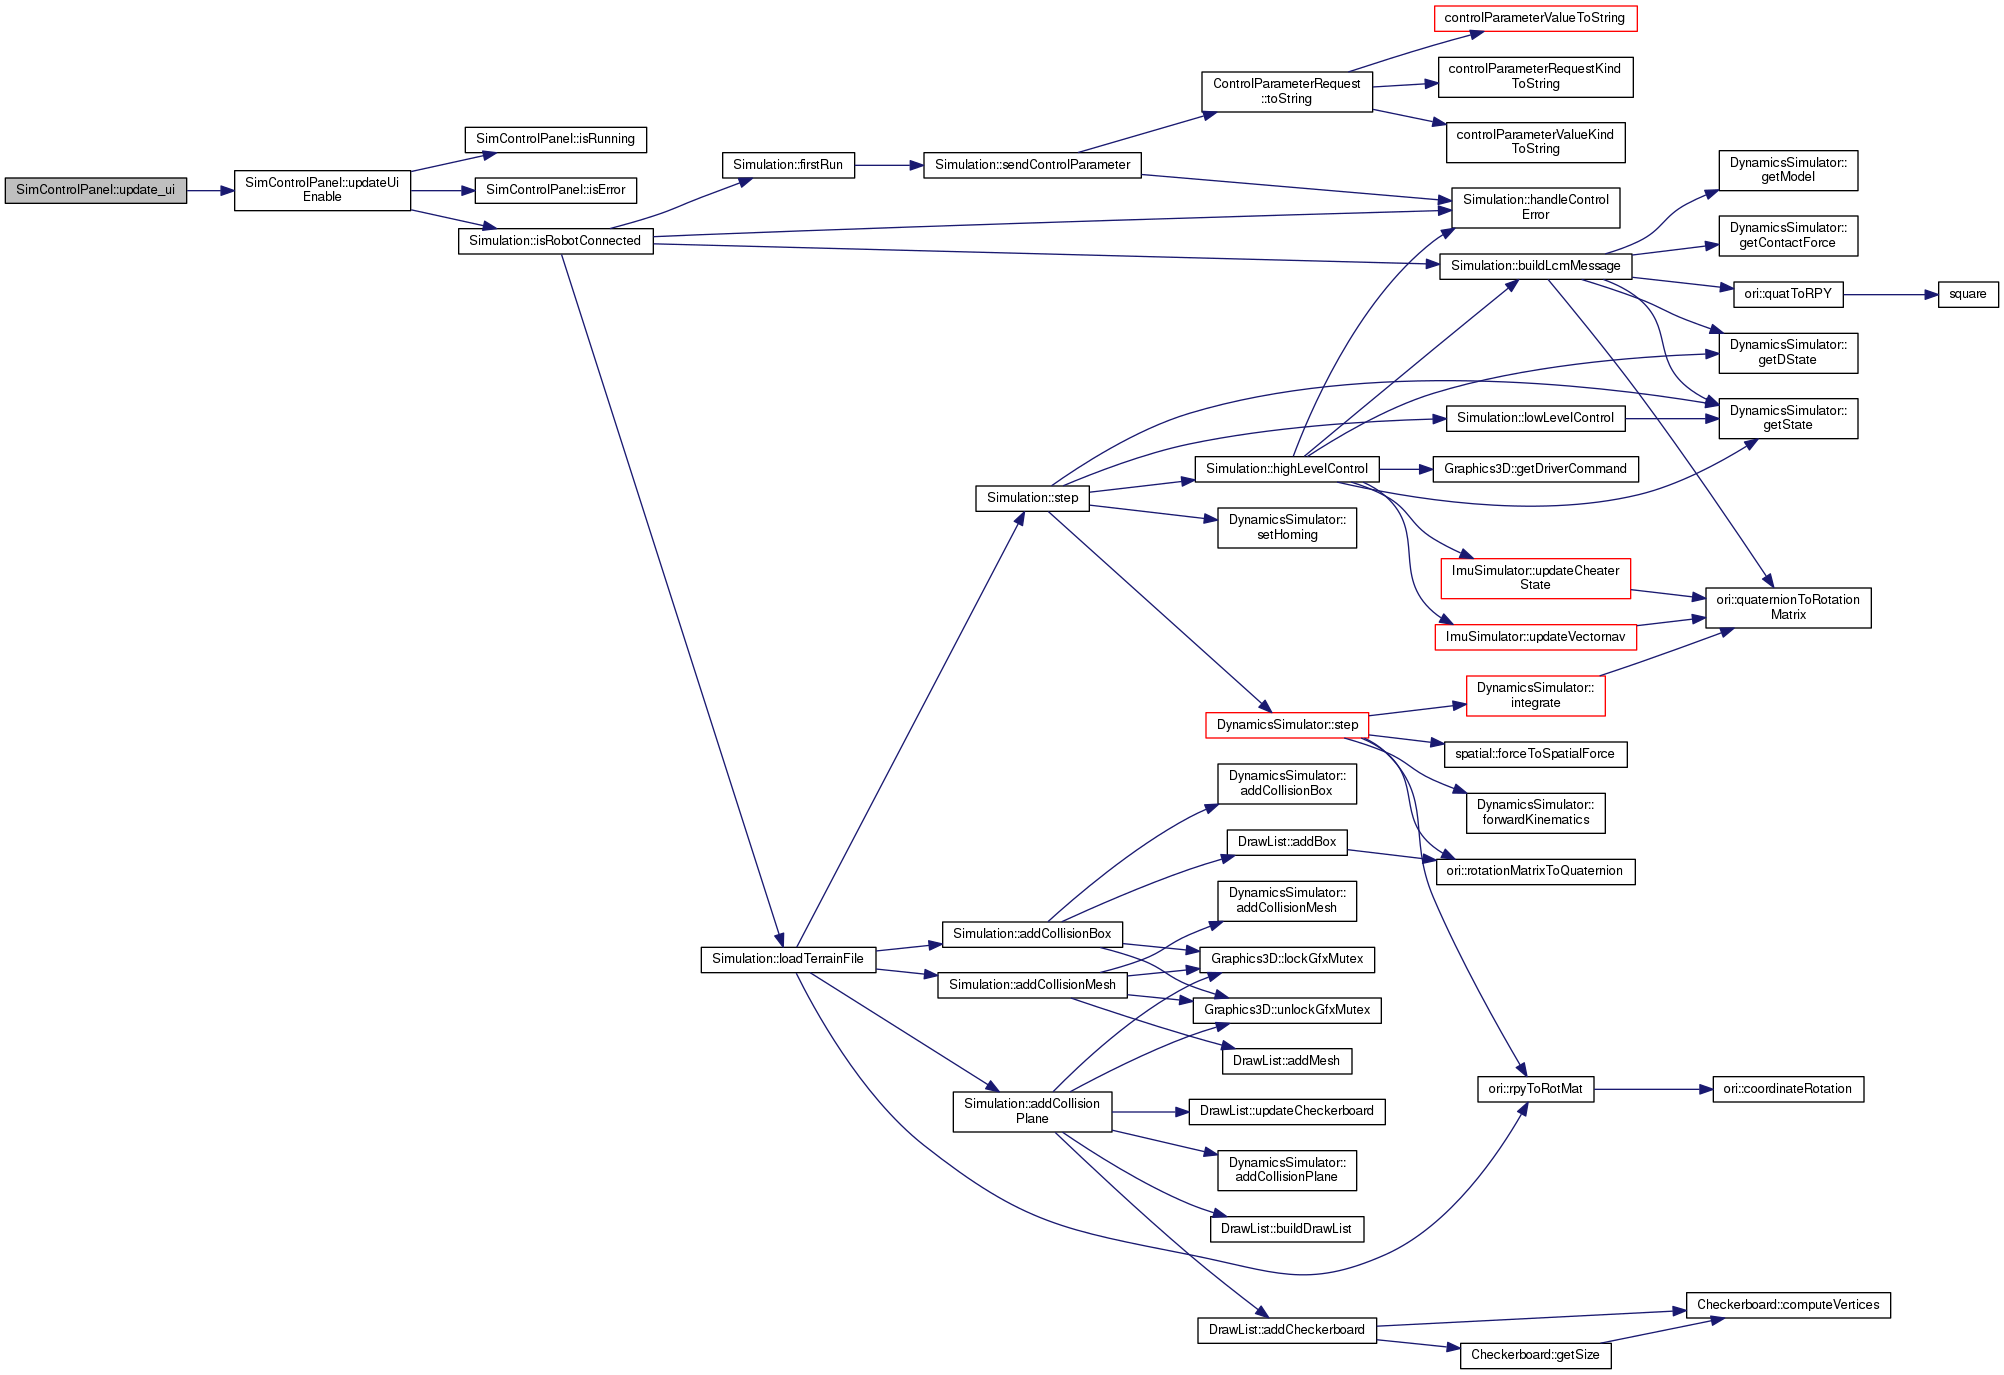 SimControlPanel::update_ui
SimControlPanel::updateUi
Enable
SimControlPanel::isRunning
SimControlPanel::isError
Simulation::isRobotConnected
Simulation::firstRun
Simulation::sendControlParameter
ControlParameterRequest
::toString
controlParameterValueToString
controlParameterRequestKind
ToString
controlParameterValueKind
ToString
Simulation::handleControl
Error
Simulation::buildLcmMessage
DynamicsSimulator::
getModel
DynamicsSimulator::
getContactForce
ori::quatToRPY
square
DynamicsSimulator::
getDState
DynamicsSimulator::
getState
Simulation::lowLevelControl
Simulation::highLevelControl
Graphics3D::getDriverCommand
Simulation::step
DynamicsSimulator::
setHoming
ImuSimulator::updateCheater
State
ImuSimulator::updateVectornav
ori::quaternionToRotation
Matrix
DynamicsSimulator::step
DynamicsSimulator::
integrate
spatial::forceToSpatialForce
DynamicsSimulator::
forwardKinematics
ori::rotationMatrixToQuaternion
DynamicsSimulator::
addCollisionBox
DrawList::addBox
DynamicsSimulator::
addCollisionMesh
Simulation::addCollisionBox
Simulation::loadTerrainFile
Simulation::addCollisionMesh
Graphics3D::lockGfxMutex
Graphics3D::unlockGfxMutex
DrawList::addMesh
Simulation::addCollision
Plane
DrawList::updateCheckerboard
ori::rpyToRotMat
ori::coordinateRotation
DynamicsSimulator::
addCollisionPlane
DrawList::buildDrawList
DrawList::addCheckerboard
Checkerboard::computeVertices
Checkerboard::getSize